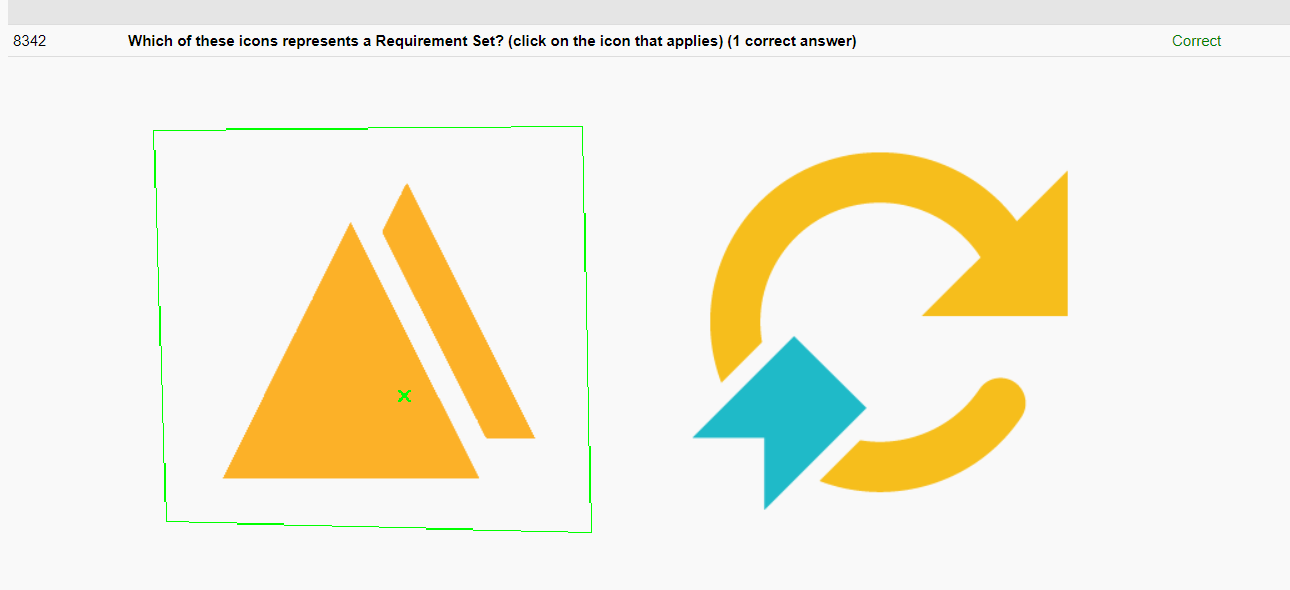 8342 Which of these icons represents a Requirement Set? (click on the icon that applies) (1 correct answer) Correct